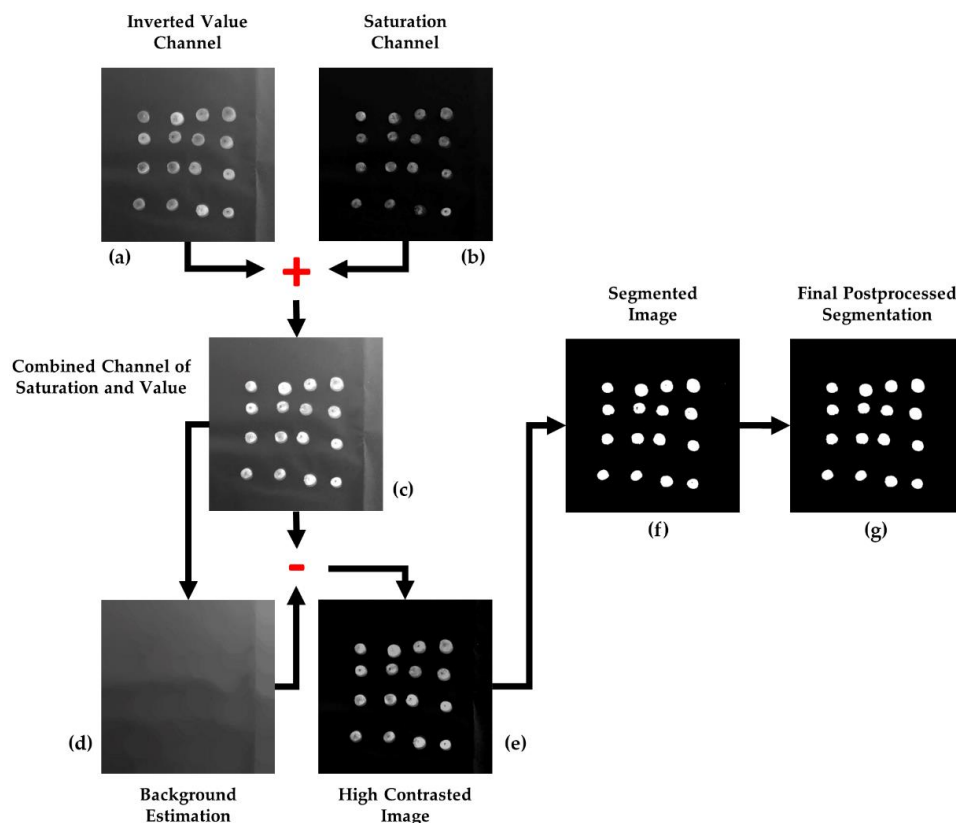 Inverted Value
Channel
Saturation
Channel
(a)
(b)
+
Combined Channel of
Saturation and Value
(c)
Segmented
Image
Final Postprocessed
Segmentation
(f)
(g)
-
(d)
(e)
Background
Estimation
High Contrasted
Image